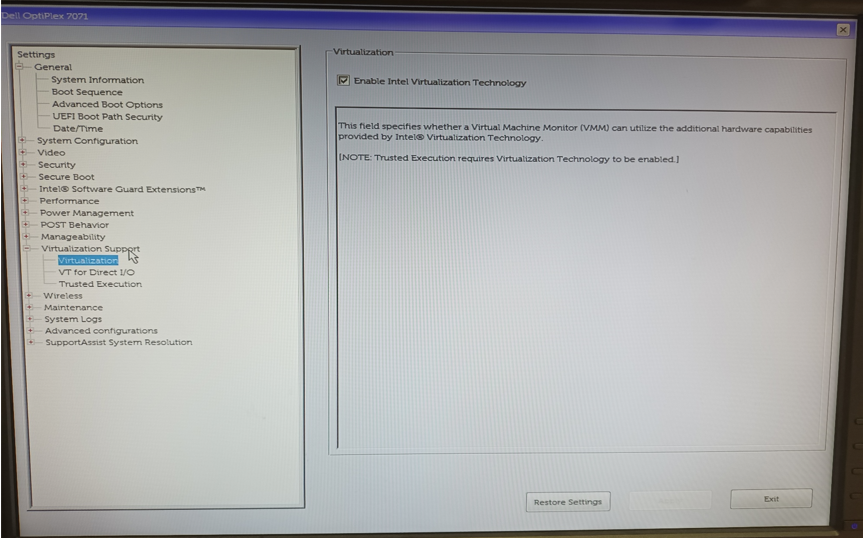 Dell OptiPlex 7071
Settings
General
System Information
Boot Sequence
Advanced Boot Options
UEFI Boot Path Security
Date/Time
System Configuration
Video
Security
Secure Boot
Intel® Software Guard Extensions™
Performance
Power Management
POST Behavior
Manageability
Virtualization Support
Virtualization
VT for Direct I/O
Trusted Execution
Wireless
Maintenance
System Logs
Advanced configurations
SupportAssist System Resolution
Virtualization
Enable Intel Virtualization Technology
This field specifies whether a Virtual Machine Monitor (VMM) can utilize the additional hardware capabilities
provided by Intel® Virtualization Technology.
[NOTE: Trusted Execution requires Virtualization Technology to be enabled.]
Restore Settings
Exit